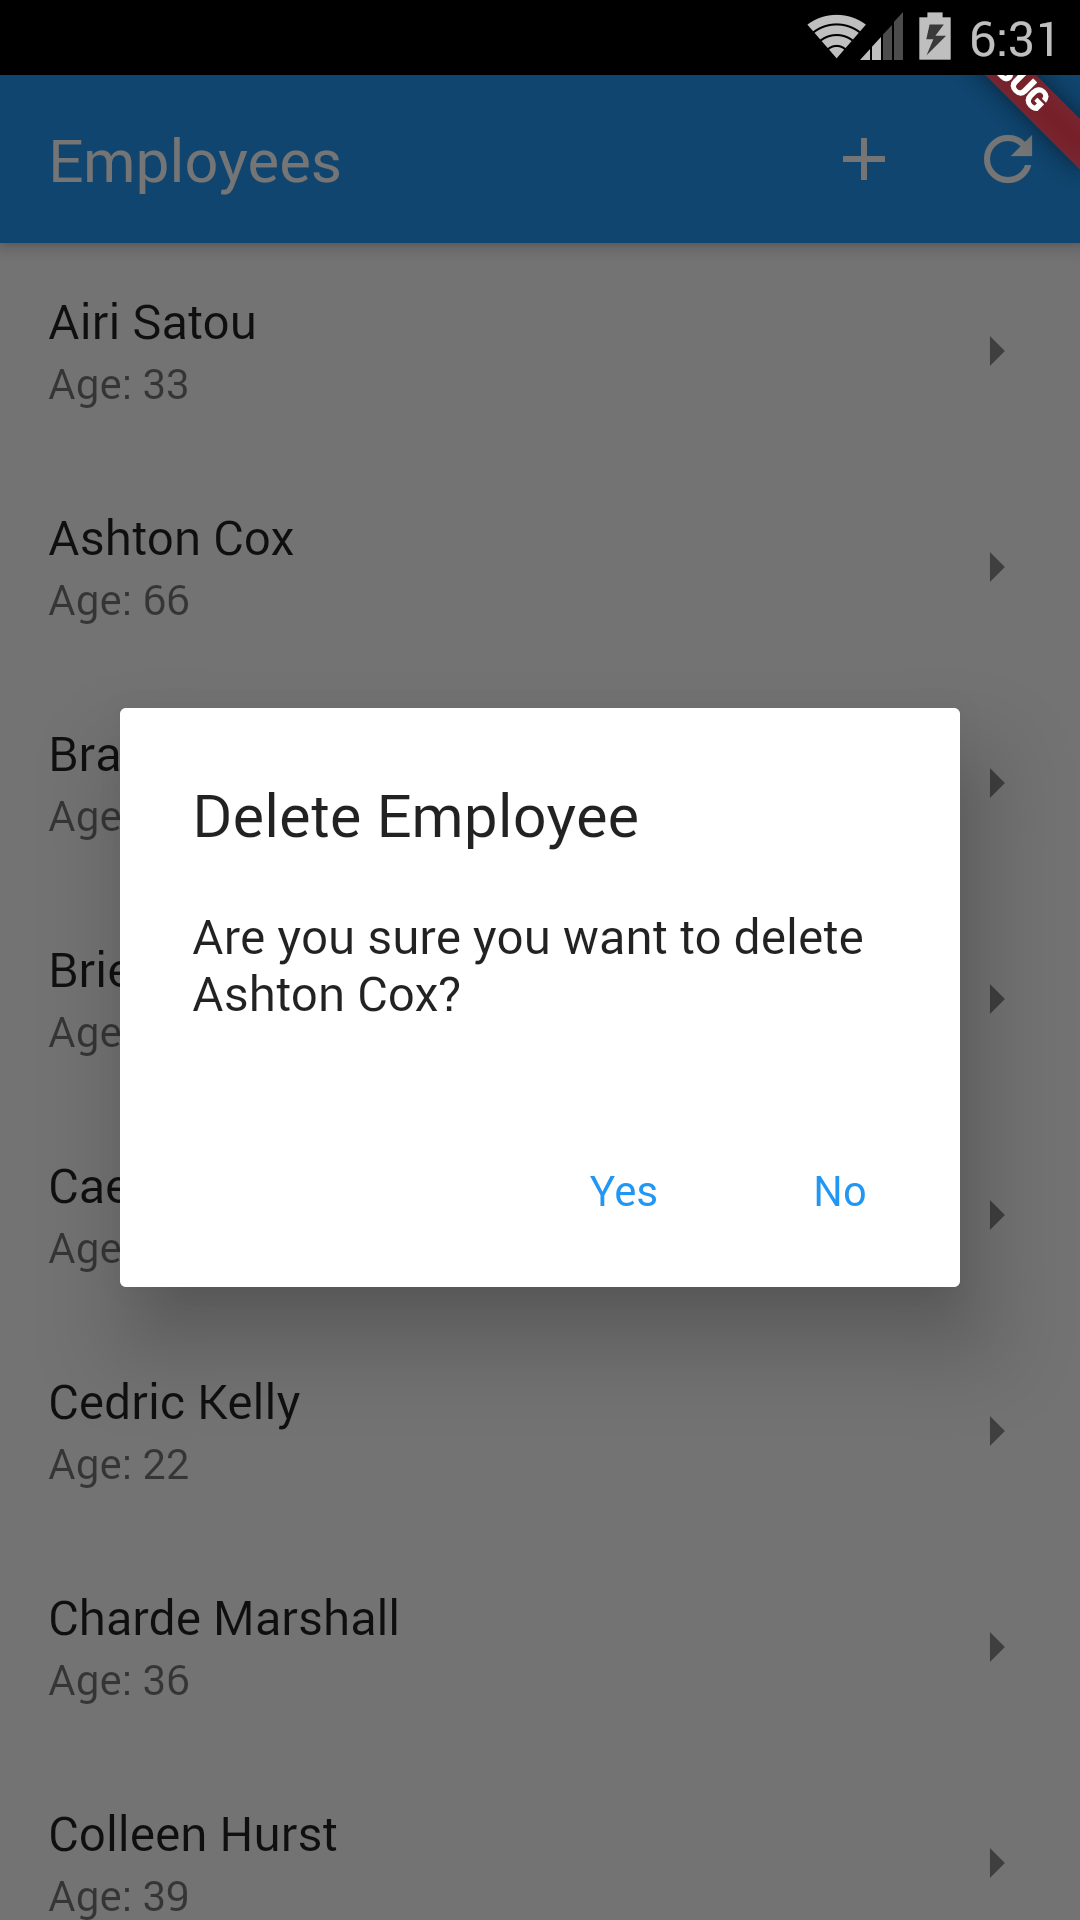 6:31
UG
Employees
Airi Satou
Age: 33
Ashton Cox
Age: 66
Bra
Age
Delete Employee
Are you sure you want to delete
Ashton Cox?
Brie
Age
Cae
Age
Yes No
Cedric Kelly
Age: 22
Charde Marshall
Age: 36
Colleen Hurst
Age: 39